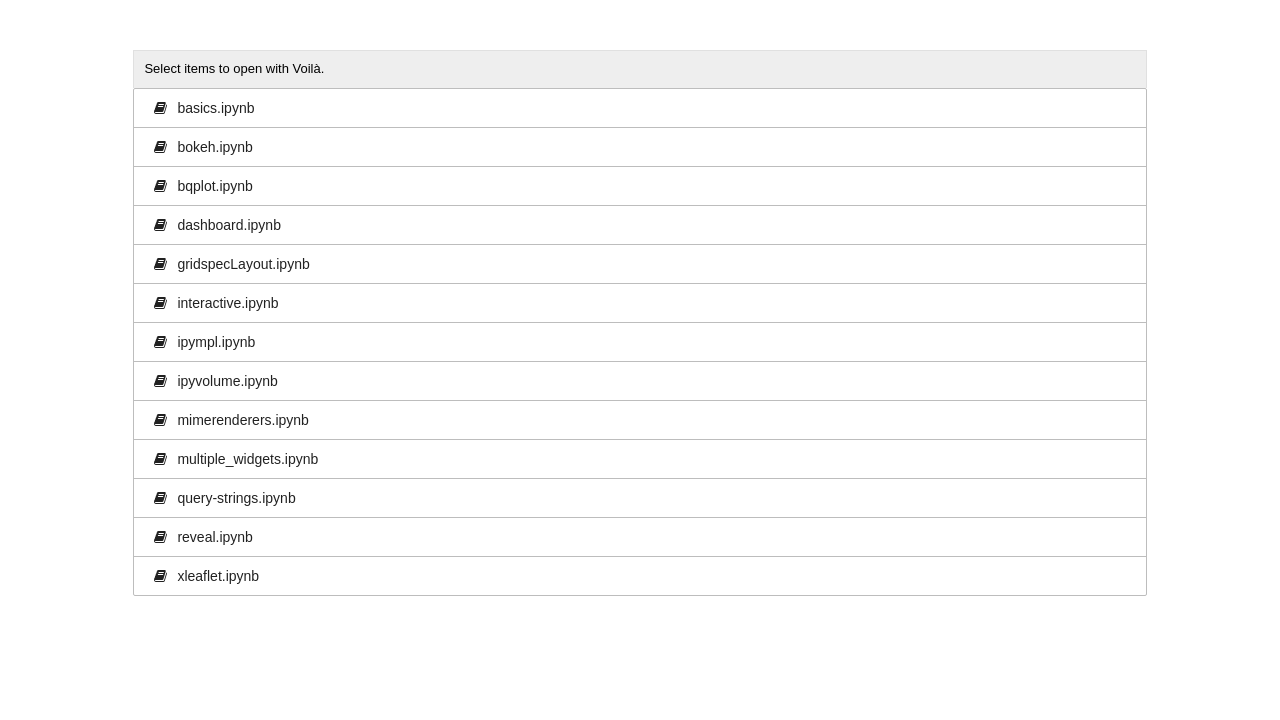 Select items to open with Voilà.
basics.ipynb
bokeh.ipynb
bqplot.ipynb
dashboard.ipynb
gridspecLayout.ipynb
interactive.ipynb
ipympl.ipynb
ipyvolume.ipynb
mimerenderers.ipynb
multiple_widgets.ipynb
query-strings.ipynb
reveal.ipynb
xleaflet.ipynb